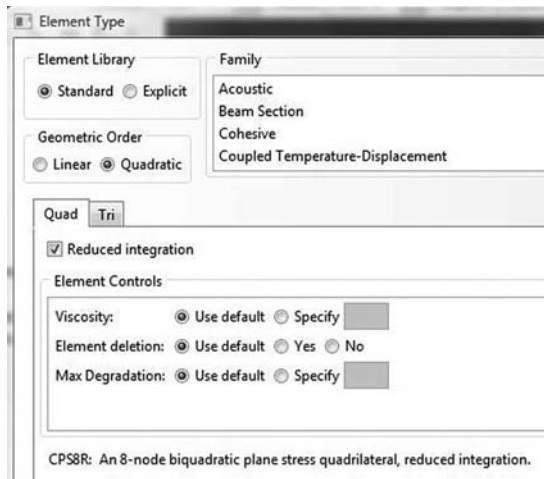 Element Type
Element Library
Standard Explicit
Geometric Order
Linear Quadratic
Family
Acoustic
Beam Section
Cohesive
Coupled Temperature-Displacement
Quad Tri
Reduced integration
Element Controls
Viscosity: Use default Specify
Element deletion: Use default Yes No
Max Degradation: Use default Specify
CPS8R: An 8-node biquadratic plane stress quadrilateral, reduced integration.